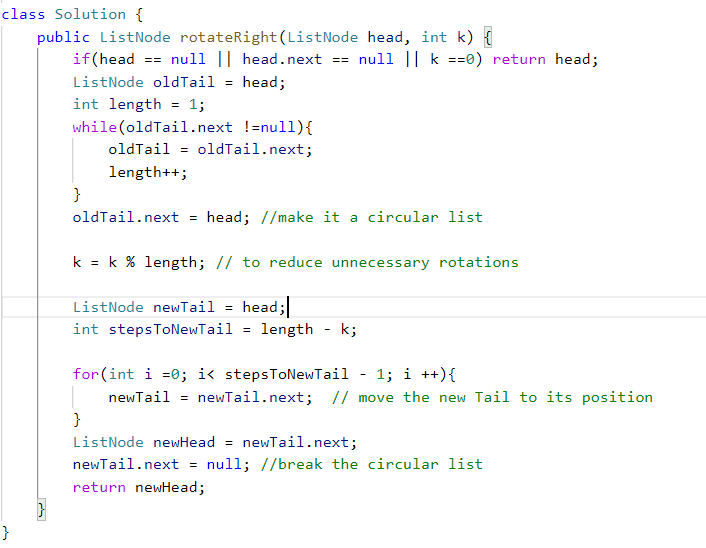 class Solution {
    public ListNode rotateRight(ListNode head, int k) {
        if(head == null || head.next == null || k ==0) return head;
        ListNode oldTail = head;
        int length = 1;
        while(oldTail.next !=null){
            oldTail = oldTail.next;
            length++;
        }
        oldTail.next = head; //make it a circular list

        k = k % length; // to reduce unnecessary rotations

        ListNode newTail = head;
        int stepsToNewTail = length - k;

        for(int i =0; i< stepsToNewTail - 1; i ++){
            newTail = newTail.next;  // move the new Tail to its position
        }
        ListNode newHead = newTail.next;
        newTail.next = null; //break the circular list
        return newHead;
    }
}